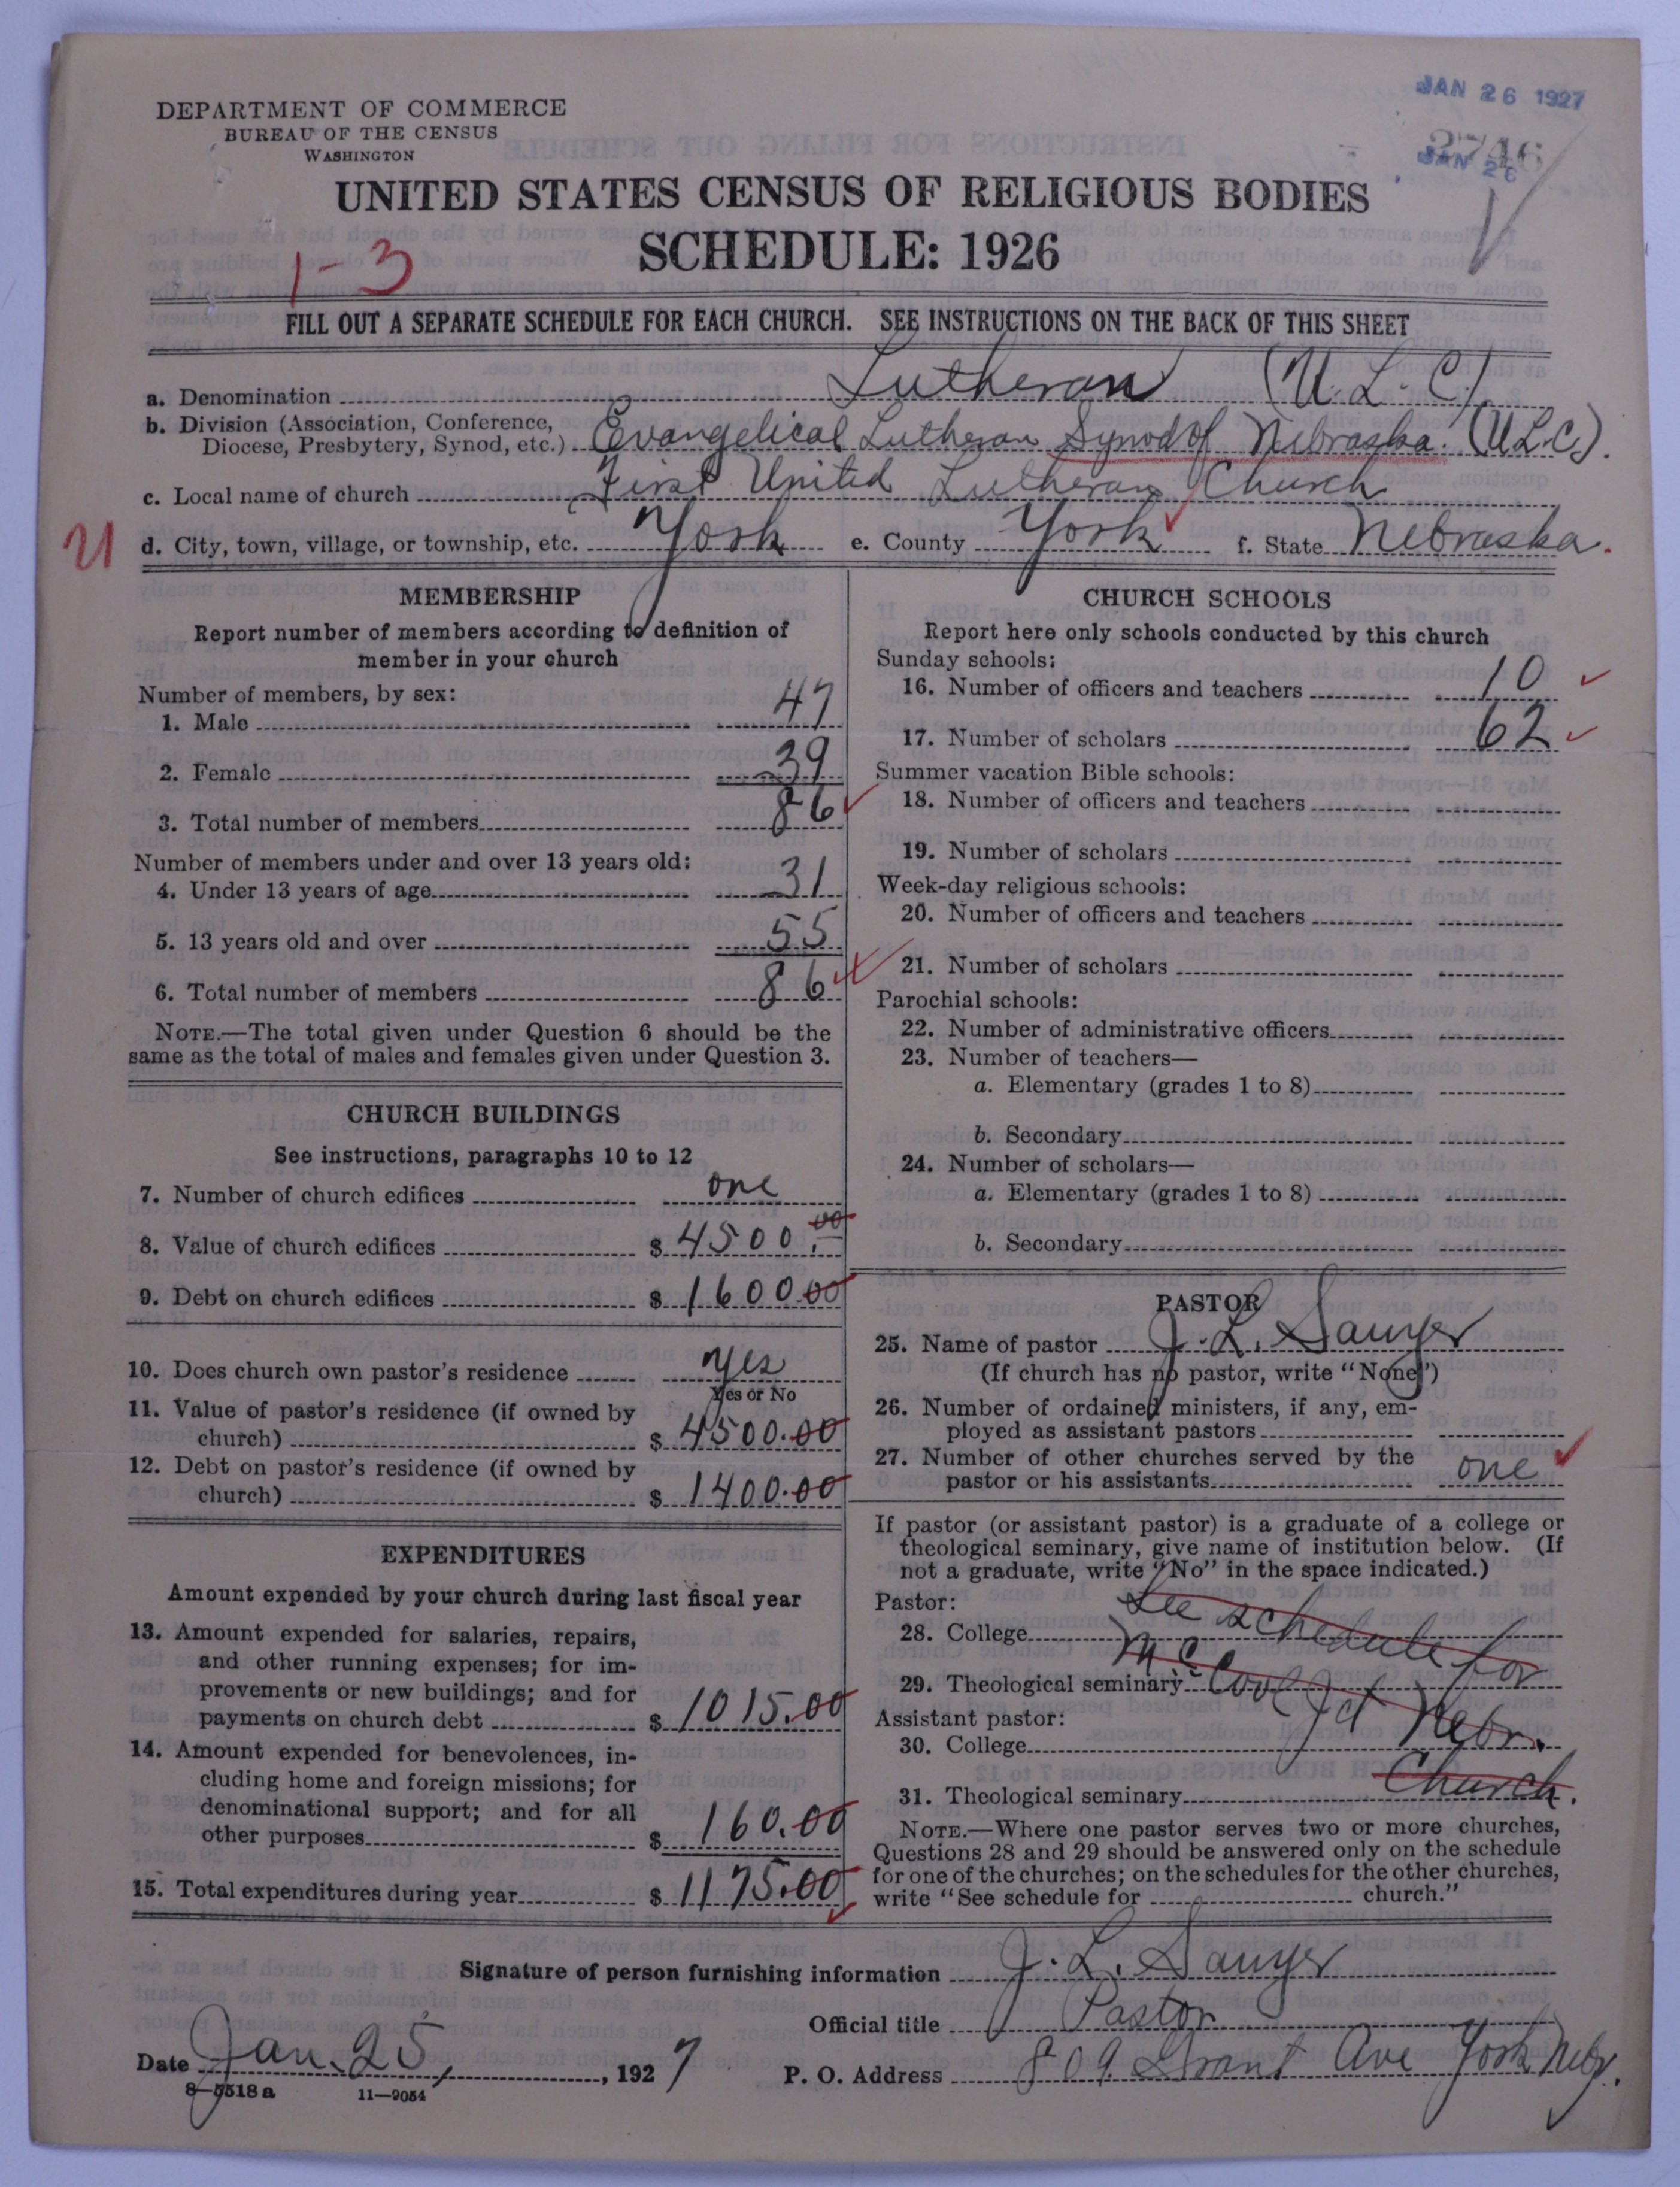 JAN 26 1927
2746
JAN 26
DEPARTMENT OF COMMERCE
BUREAU OF THE CENSUS
WASHINGTON
UNITED STATES CENSUS OF RELIGIOUS BODIES
SCHEDULE: 1926
1-3
FILL OUT A SEPARATE SCHEDULE FOR EACH CHURCH. SEE INSTRUCTIONS ON THE BACK OF THIS SHEET
a. Denomination Lutheran (U. L. C.)
b. Division (Association, Conference,
Diocese, Presbytery, Synod, etc.) Evangelical Lutheran Synod of Nebraska. (U.L.C.).
c. Local name of church First United Lutheran Church
d. City, town, village, or township, etc. York e. County York f. State Nebraska.
MEMBERSHIP
Report number of members according to definition of
member in your church
Number of members, by sex:
1. Male 47
2. Female 39
3. Total number of members 86
Number of members under and over 13 years old:
4. Under 13 years of age 31
5. 13 years old and over 55
6. Total number of members 86
NOTE.—The total given under Question 6 should be the
same as the total of males and females given under Question 3.
CHURCH BUILDINGS
See instructions, paragraphs 10 to 12
7. Number of church edifices one
8. Value of church edifices $ 4500.00
9. Debt on church edifices $ 1600.00
10. Does church own pastor's residence yes
Yes or No
11. Value of pastor's residence (if owned by
church) $ 4500.00
12. Debt on pastor's residence (if owned by
church) $ 1400.00
EXPENDITURES
Amount expended by your church during last fiscal year
13. Amount expended for salaries, repairs,
and other running expenses; for im-
provements or new buildings; and for
payments on church debt $ 1015.00
14. Amount expended for benevolences, in-
cluding home and foreign missions; for
denominational support; and for all
other purposes $ 160.00
15. Total expenditures during year $ 1175.00
CHURCH SCHOOLS
Report here only schools conducted by this church
Sunday schools:
16. Number of officers and teachers 10
17. Number of scholars 62
Summer vacation Bible schools:
18. Number of officers and teachers
19. Number of scholars
Week-day religious schools:
20. Number of officers and teachers
21. Number of scholars
Parochial schools:
22. Number of administrative officers
23. Number of teachers—
a. Elementary (grades 1 to 8)
b. Secondary
24. Number of scholars—
a. Elementary (grades 1 to 8)
b. Secondary
PASTOR
25. Name of pastor J. L. Sawyer
(If church has no pastor, write "None")
26. Number of ordained ministers, if any, em-
ployed as assistant pastors
27. Number of other churches served by the
pastor or his assistants one
If pastor (or assistant pastor) is a graduate of a college or
theological seminary, give name of institution below. (If
not a graduate, write "No" in the space indicated.)
Pastor: See schedule for
28. College
29. Theological seminary McCool Jct Nebr.
Assistant pastor:
30. College
31. Theological seminary Church.
NOTE.—Where one pastor serves two or more churches,
Questions 28 and 29 should be answered only on the schedule
for one of the churches; on the schedules for the other churches,
write "See schedule for church."
Signature of person furnishing information J. L. Sawyer
Official title Pastor
Date Jan. 25, 1927 P. O. Address 809 Grant Ave York Nebr.
8—5518 a 11—9054